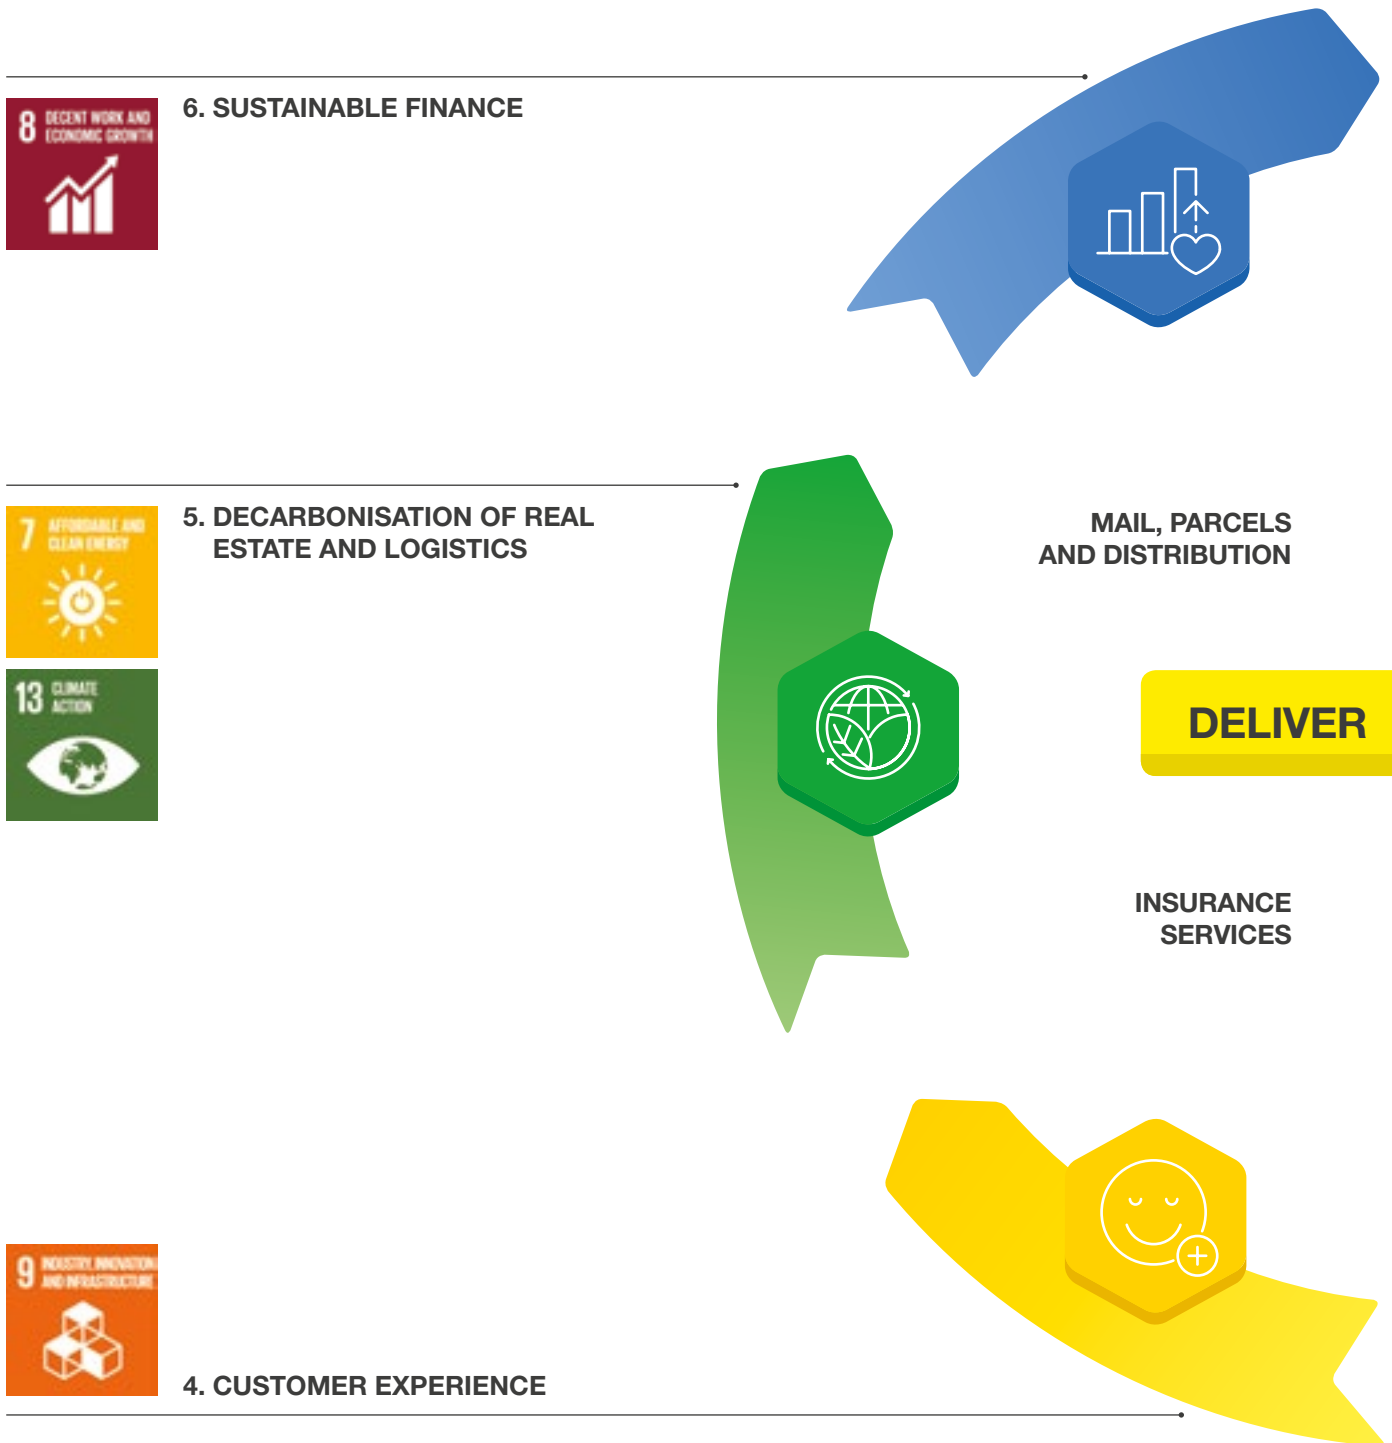 6. SUSTAINABLE FINANCE
8 DECENT WORK AND
ECONOMIC GROWTH
5. DECARBONISATION OF REAL
ESTATE AND LOGISTICS
7 AFFORDABLE AND
CLEAN ENERGY
13 CLIMATE
ACTION
MAIL, PARCELS
AND DISTRIBUTION
DELIVER
INSURANCE
SERVICES
9 INDUSTRY, INNOVATION
AND INFRASTRUCTURE
4. CUSTOMER EXPERIENCE